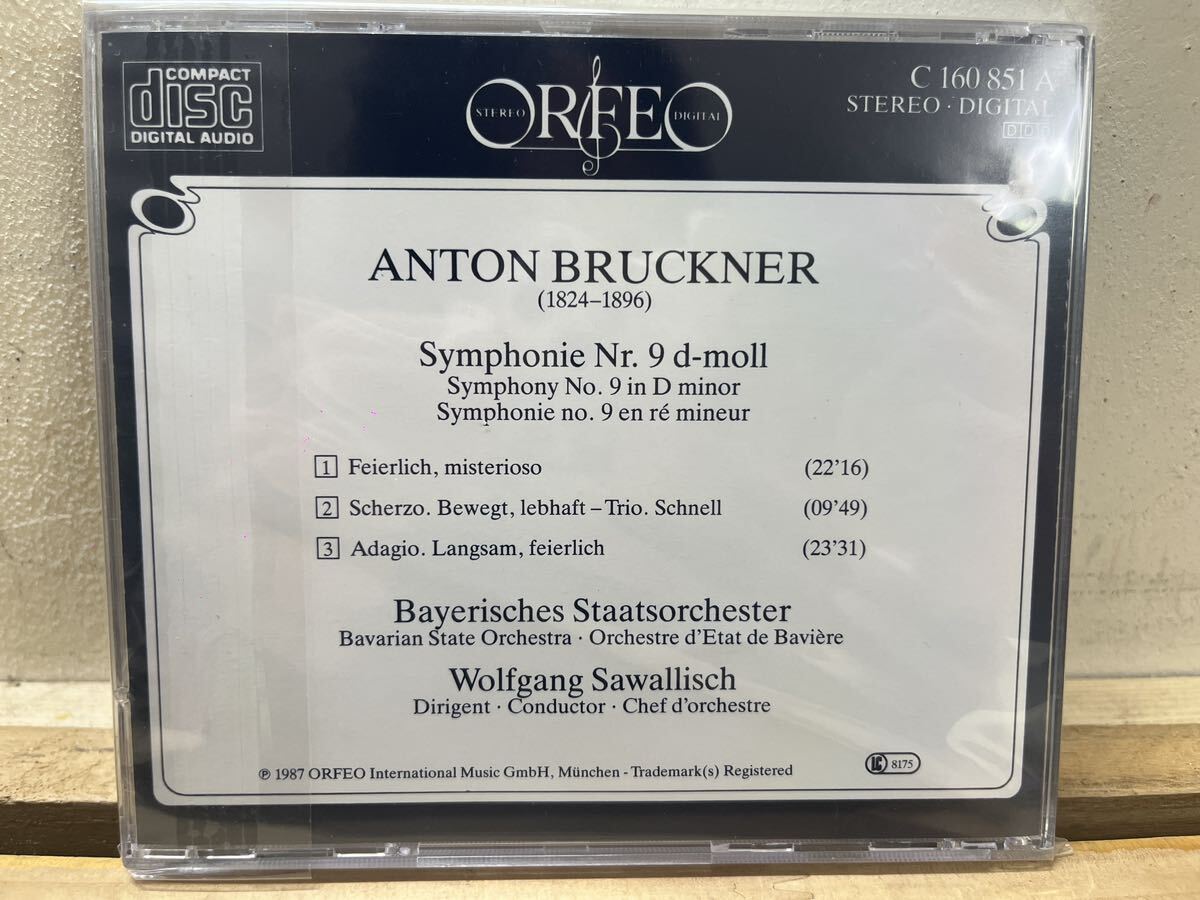 COMPACT
disc
DIGITAL AUDIO
STEREO ORFEO DIGITAL
C 160 851 A
STEREO · DIGITAL
DDD
ANTON BRUCKNER
(1824–1896)
Symphonie Nr. 9 d-moll
Symphony No. 9 in D minor
Symphonie no. 9 en ré mineur
1 Feierlich, misterioso (22'16)
2 Scherzo. Bewegt, lebhaft – Trio. Schnell (09'49)
3 Adagio. Langsam, feierlich (23'31)
Bayerisches Staatsorchester
Bavarian State Orchestra · Orchestre d'Etat de Bavière
Wolfgang Sawallisch
Dirigent · Conductor · Chef d'orchestre
℗ 1987 ORFEO International Music GmbH, München - Trademark(s) Registered
LC 8175